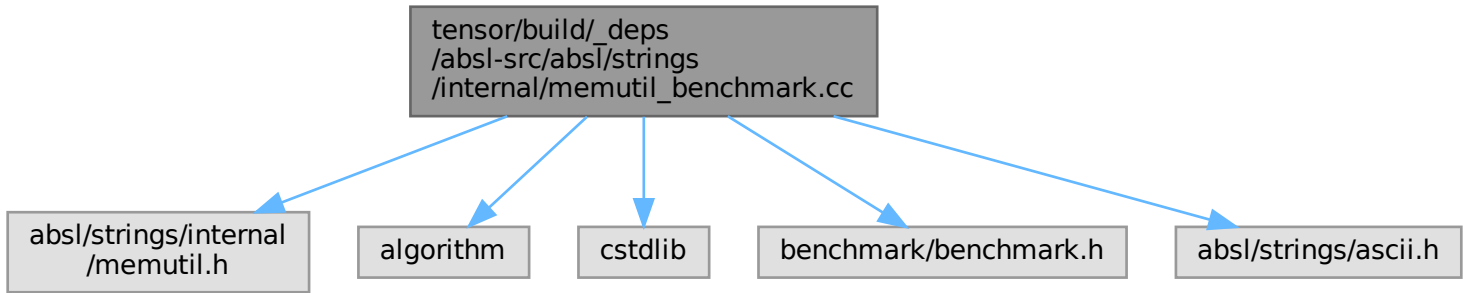 tensor/build/_deps
/absl-src/absl/strings
/internal/memutil_benchmark.cc
absl/strings/internal
/memutil.h
algorithm
cstdlib
benchmark/benchmark.h
absl/strings/ascii.h